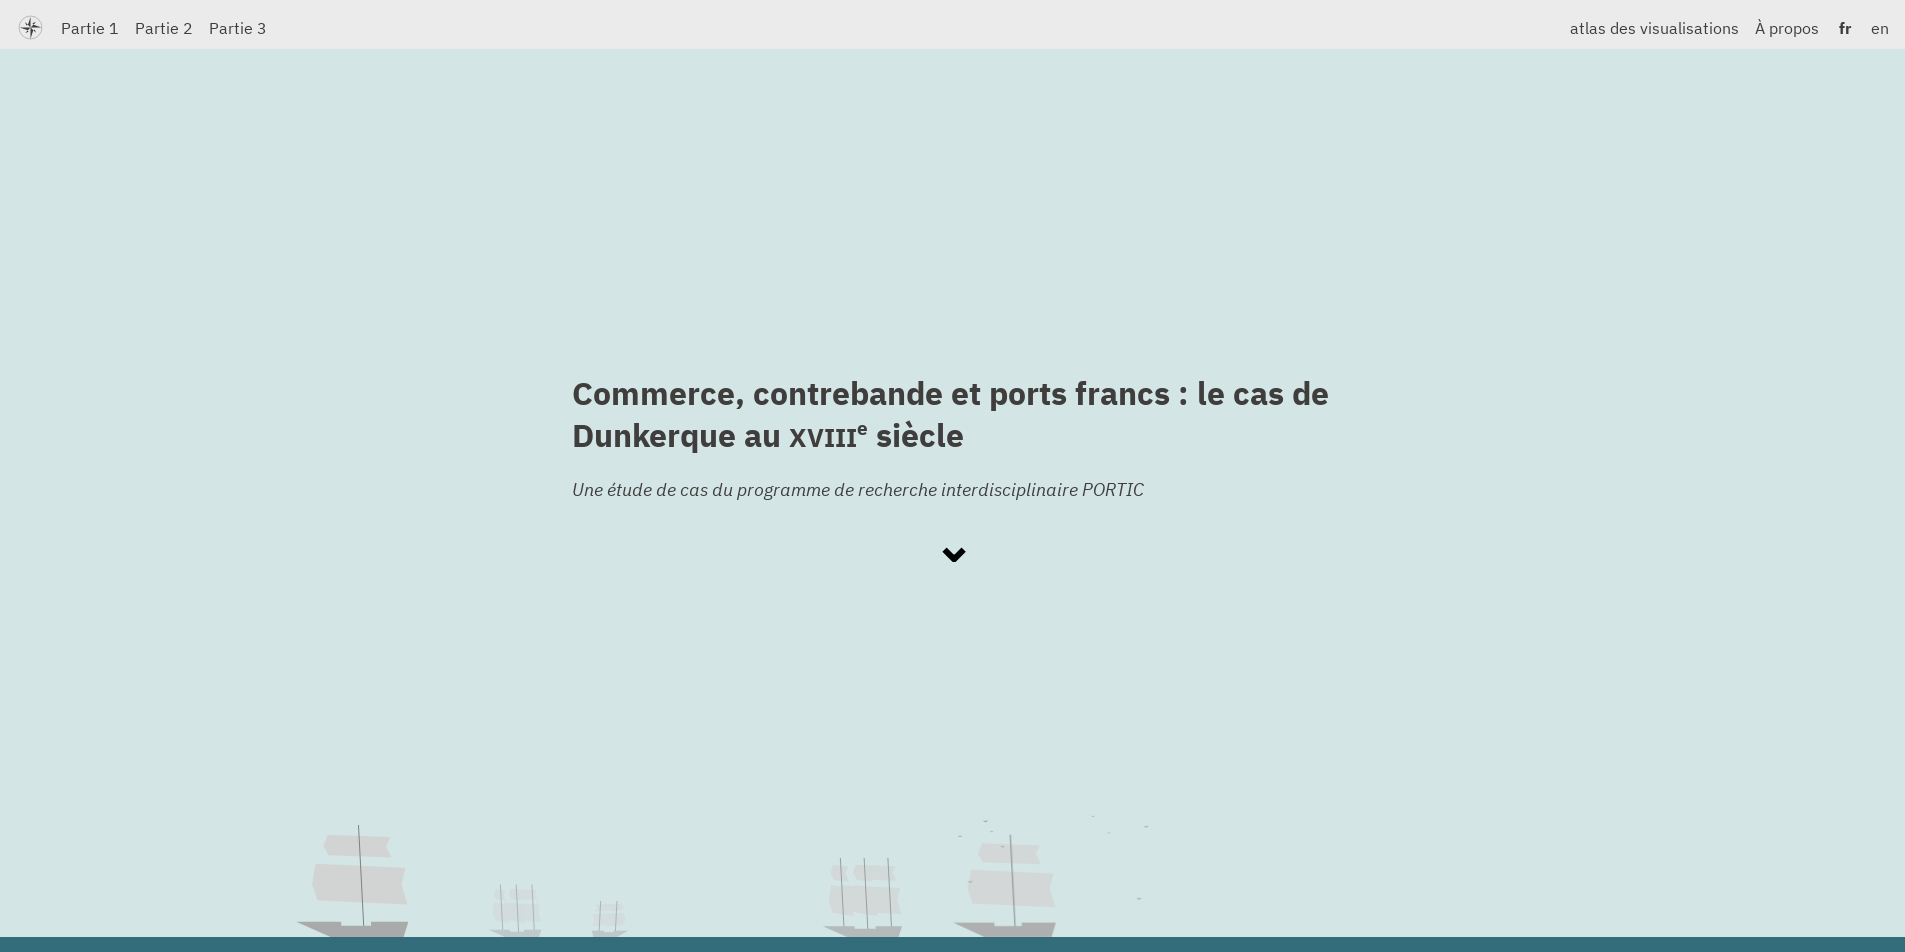 Partie 1 Partie 2 Partie 3 atlas des visualisations À propos fr en
Commerce, contrebande et ports francs : le cas de
Dunkerque au XVIIIe siècle
Une étude de cas du programme de recherche interdisciplinaire PORTIC